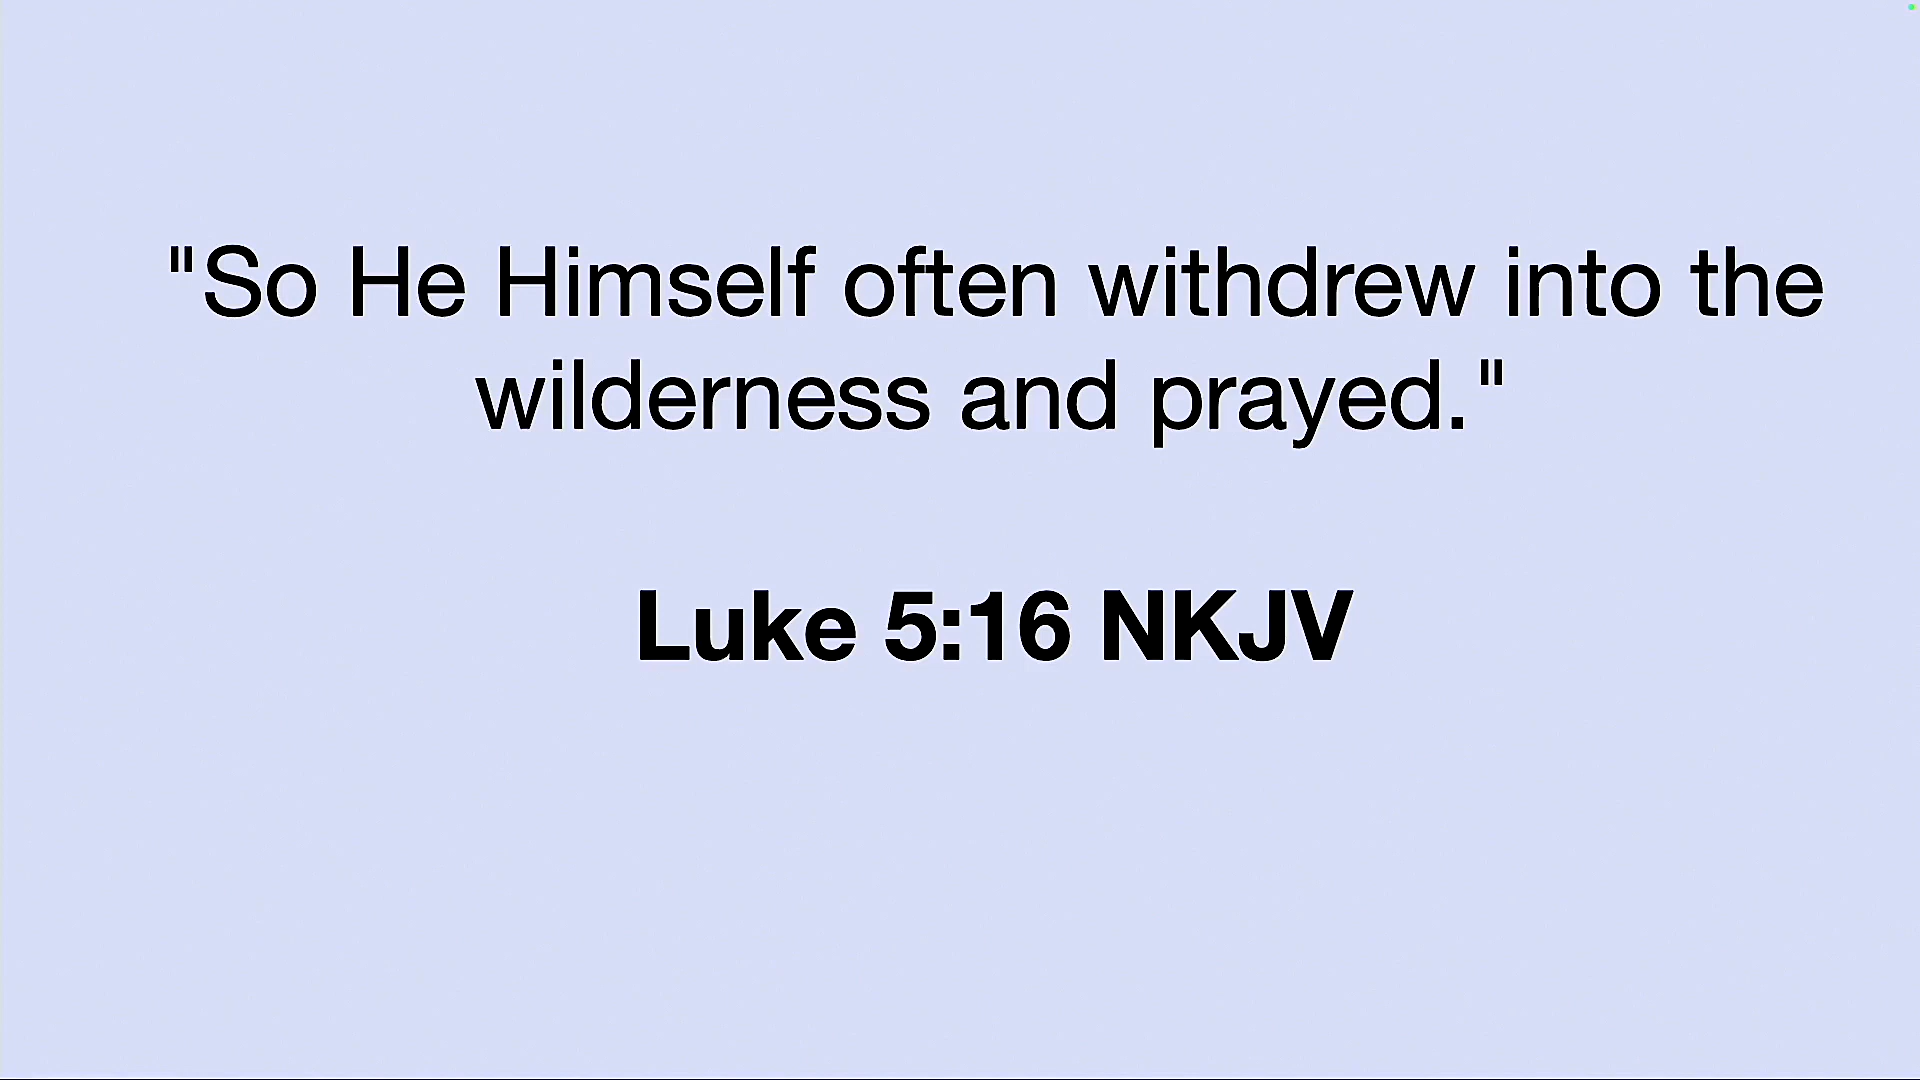 "So He Himself often withdrew into the
wilderness and prayed."
Luke 5:16 NKJV